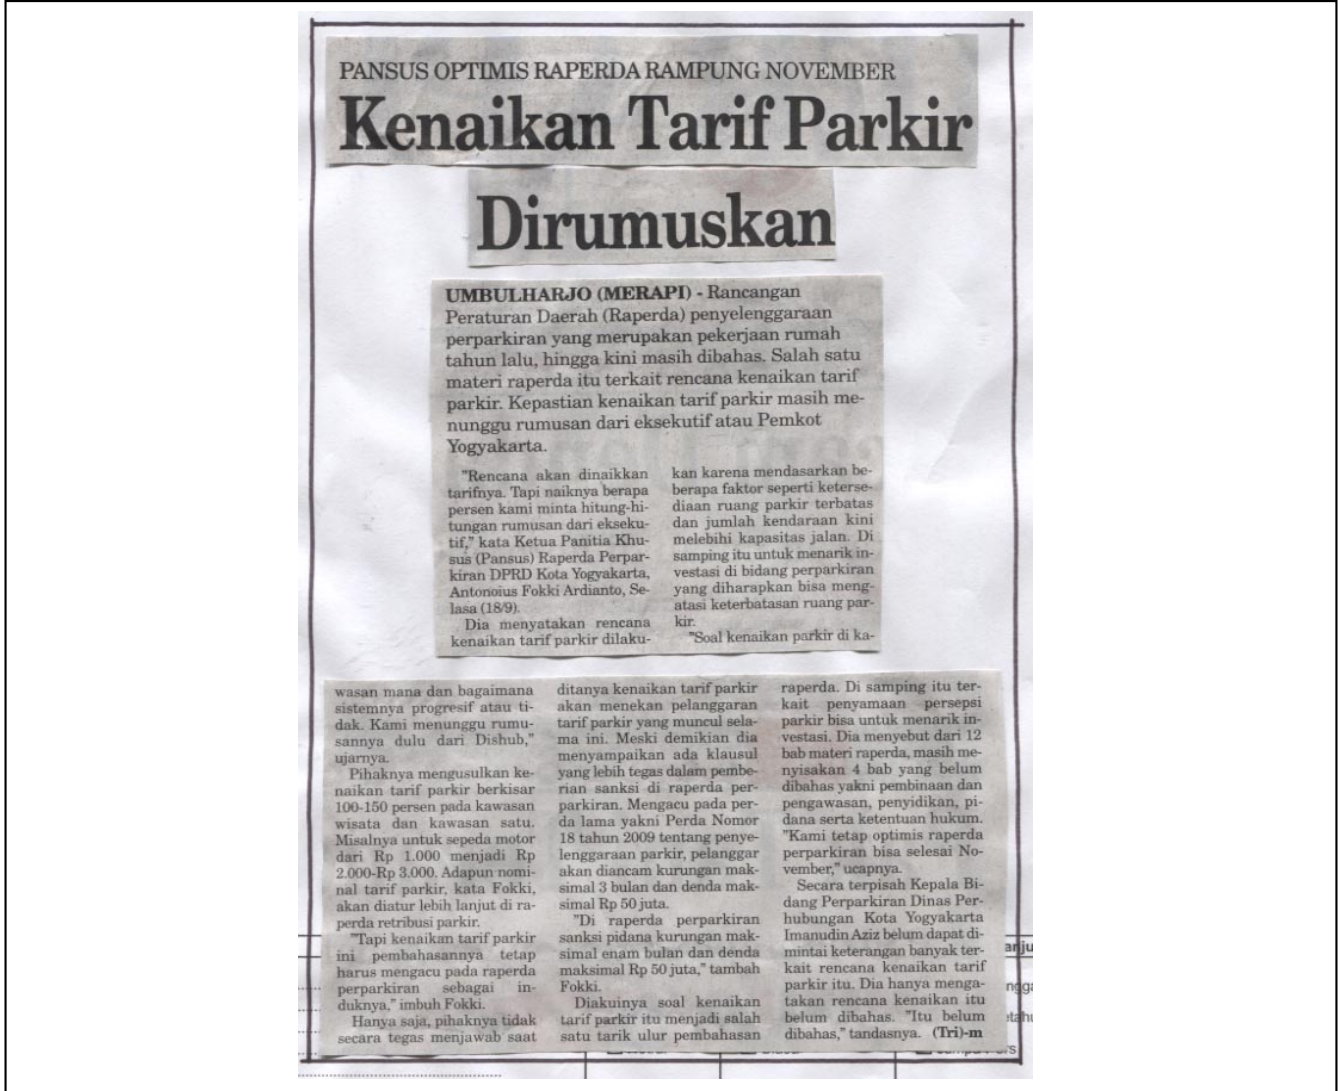 PANSUS OPTIMIS RAPERDA RAMPUNG NOVEMBER
Kenaikan Tarif Parkir
Dirumuskan
UMBULHARJO (MERAPI) - Rancangan
Peraturan Daerah (Raperda) penyelenggaraan
perparkiran yang merupakan pekerjaan rumah
tahun lalu, hingga kini masih dibahas. Salah satu
materi raperda itu terkait rencana kenaikan tarif
parkir. Kepastian kenaikan tarif parkir masih me-
nunggu rumusan dari eksekutif atau Pemkot
Yogyakarta.
"Rencana akan dinaikkan
tarifnya. Tapi naiknya berapa
persen kami minta hitung-hi-
tungan rumusan dari ekseku-
tif," kata Ketua Panitia Khu-
sus (Pansus) Raperda Perpar-
kiran DPRD Kota Yogyakarta,
Antonoius Fokki Ardianto, Se-
lasa (18/9).
Dia menyatakan rencana
kenaikan tarif parkir dilaku-
kan karena mendasarkan be-
berapa faktor seperti keterse-
diaan ruang parkir terbatas
dan jumlah kendaraan kini
melebihi kapasitas jalan. Di
samping itu untuk menarik in-
vestasi di bidang perparkiran
yang diharapkan bisa meng-
atasi keterbatasan ruang par-
kir.
"Soal kenaikan parkir di ka-
wasan mana dan bagaimana
sistemnya progresif atau ti-
dak. Kami menunggu rumu-
sannya dulu dari Dishub,"
ujarnya.
Pihaknya mengusulkan ke-
naikan tarif parkir berkisar
100-150 persen pada kawasan
wisata dan kawasan satu.
Misalnya untuk sepeda motor
dari Rp 1.000 menjadi Rp
2.000-Rp 3.000. Adapun nomi-
nal tarif parkir, kata Fokki,
akan diatur lebih lanjut di ra-
perda retribusi parkir.
"Tapi kenaikan tarif parkir
ini pembahasannya tetap
harus mengacu pada raperda
perparkiran sebagai in-
duknya," imbuh Fokki.
Hanya saja, pihaknya tidak
secara tegas menjawab saat
ditanya kenaikan tarif parkir
akan menekan pelanggaran
tarif parkir yang muncul sela-
ma ini. Meski demikian dia
menyampaikan ada klausul
yang lebih tegas dalam pembe-
rian sanksi di raperda per-
parkiran. Mengacu pada per-
da lama yakni Perda Nomor
18 tahun 2009 tentang penye-
lenggaraan parkir, pelanggar
akan diancam kurungan mak-
simal 3 bulan dan denda mak-
simal Rp 50 juta.
"Di raperda perparkiran
sanksi pidana kurungan mak-
simal enam bulan dan denda
maksimal Rp 50 juta," tambah
Fokki.
Diakuinya soal kenaikan
tarif parkir itu menjadi salah
satu tarik ulur pembahasan
raperda. Di samping itu ter-
kait penyamaan persepsi
parkir bisa untuk menarik in-
vestasi. Dia menyebut dari 12
bab materi raperda, masih me-
nyisakan 4 bab yang belum
dibahas yakni pembinaan dan
pengawasan, penyidikan, pi-
dana serta ketentuan hukum.
"Kami tetap optimis raperda
perparkiran bisa selesai No-
vember," ucapnya.
Secara terpisah Kepala Bi-
dang Perparkiran Dinas Per-
hubungan Kota Yogyakarta
Imanudin Aziz belum dapat di-
mintai keterangan banyak ter-
kait rencana kenaikan tarif
parkir itu. Dia hanya menga-
takan rencana kenaikan itu
belum dibahas. "Itu belum
dibahas," tandasnya. (Tri)-m